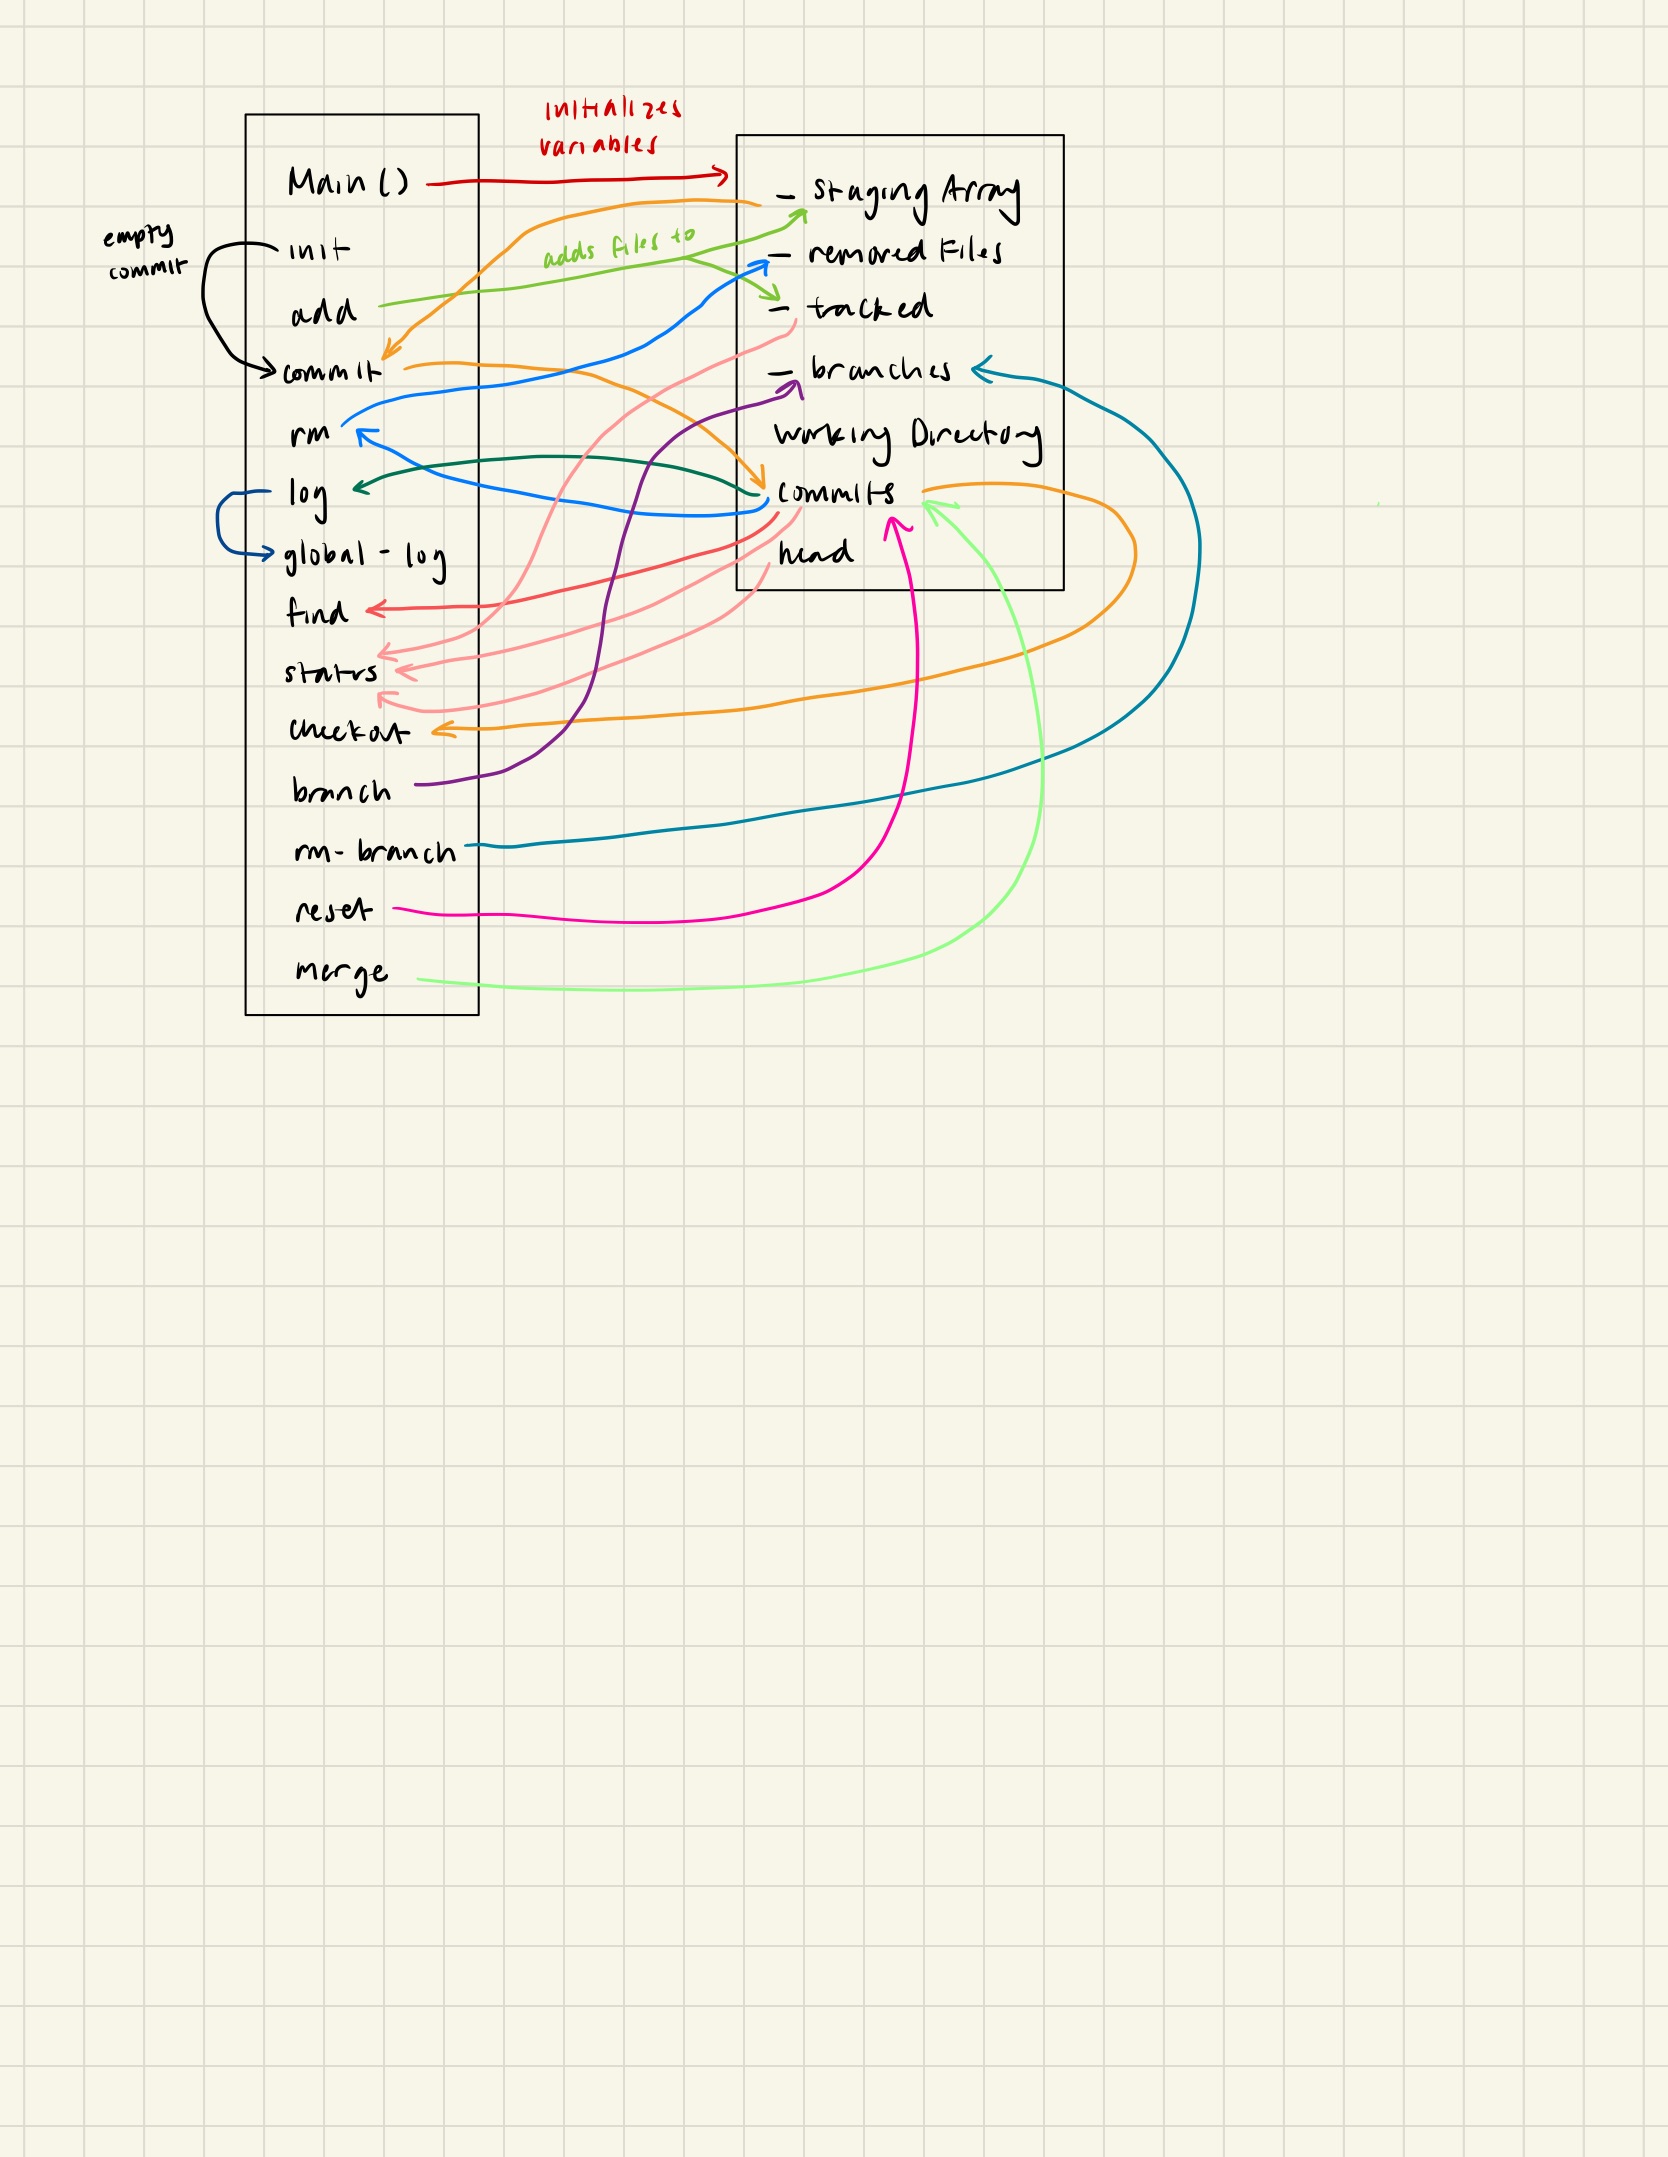 initializes
variables
empty
commit
Main ()
init
add
commit
rm
log
global - log
find
status
checkout
branch
rm - branch
reset
merge
adds files to
- Staging Array
- removed Files
- tracked
- branches
Working Directory
commits
head